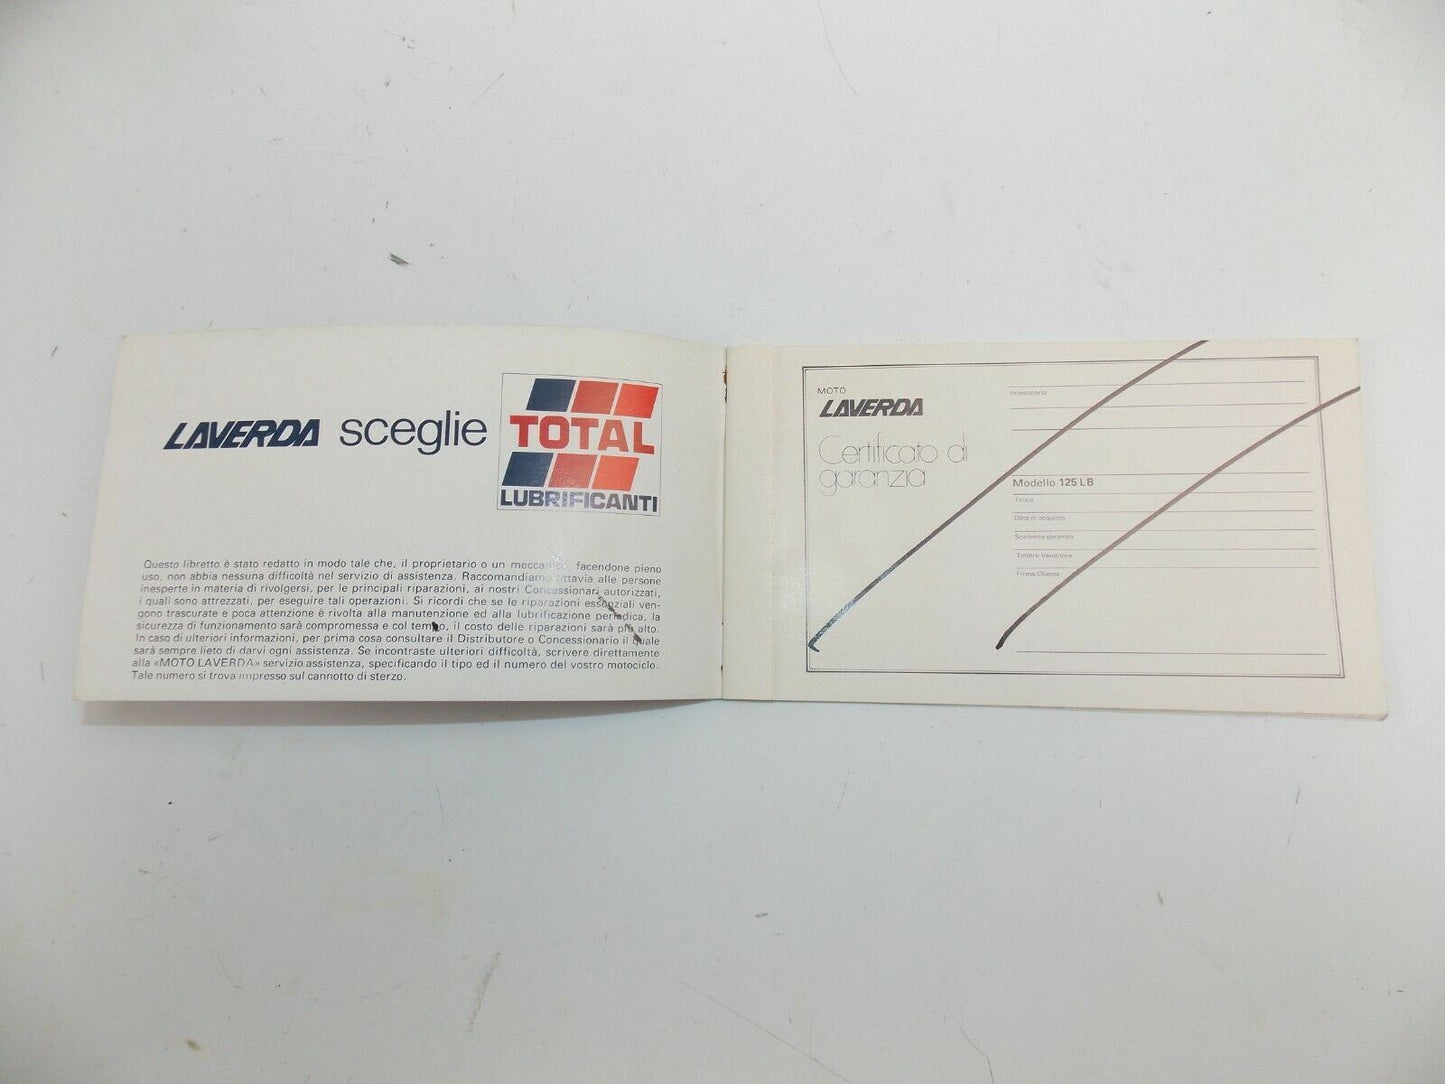 LAVERDA sceglie
TOTAL
LUBRIFICANTI
Questo libretto è stato redatto in modo tale che, il proprietario o un meccanico, facendone pieno
uso, non abbia nessuna difficoltà nel servizio di assistenza. Raccomandiamo tuttavia alle persone
inesperte in materia di rivolgersi, per le principali riparazioni, ai nostri Concessionari autorizzati,
i quali sono attrezzati, per eseguire tali operazioni. Si ricordi che se le riparazioni essenziali ven-
gono trascurate e poca attenzione è rivolta alla manutenzione ed alla lubrificazione periodica, la
sicurezza di funzionamento sarà compromessa e col tempo, il costo delle riparazioni sarà più alto.
In caso di ulteriori informazioni, per prima cosa consultare il Distributore o Concessionario il quale
sarà sempre lieto di darvi ogni assistenza. Se incontraste ulteriori difficoltà, scrivere direttamente
alla «MOTO LAVERDA» servizio assistenza, specificando il tipo ed il numero del vostro motociclo.
Tale numero si trova impresso sul cannotto di sterzo.
MOTO
LAVERDA
Certificato di
garanzia
Intestatario
Modello 125 LB
Telaio
Data di acquisto
Scadenza garanzia
Timbro Venditore
Firma Cliente